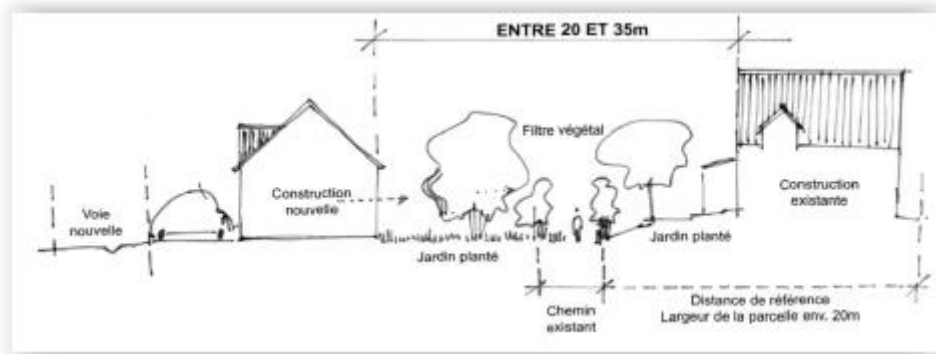 ENTRE 20 ET 35m
Filtre végétal
Construction
nouvelle
Construction
existante
Voie
nouvelle
Jardin planté
Jardin planté
Chemin
existant
Distance de référence
Largeur de la parcelle env. 20m